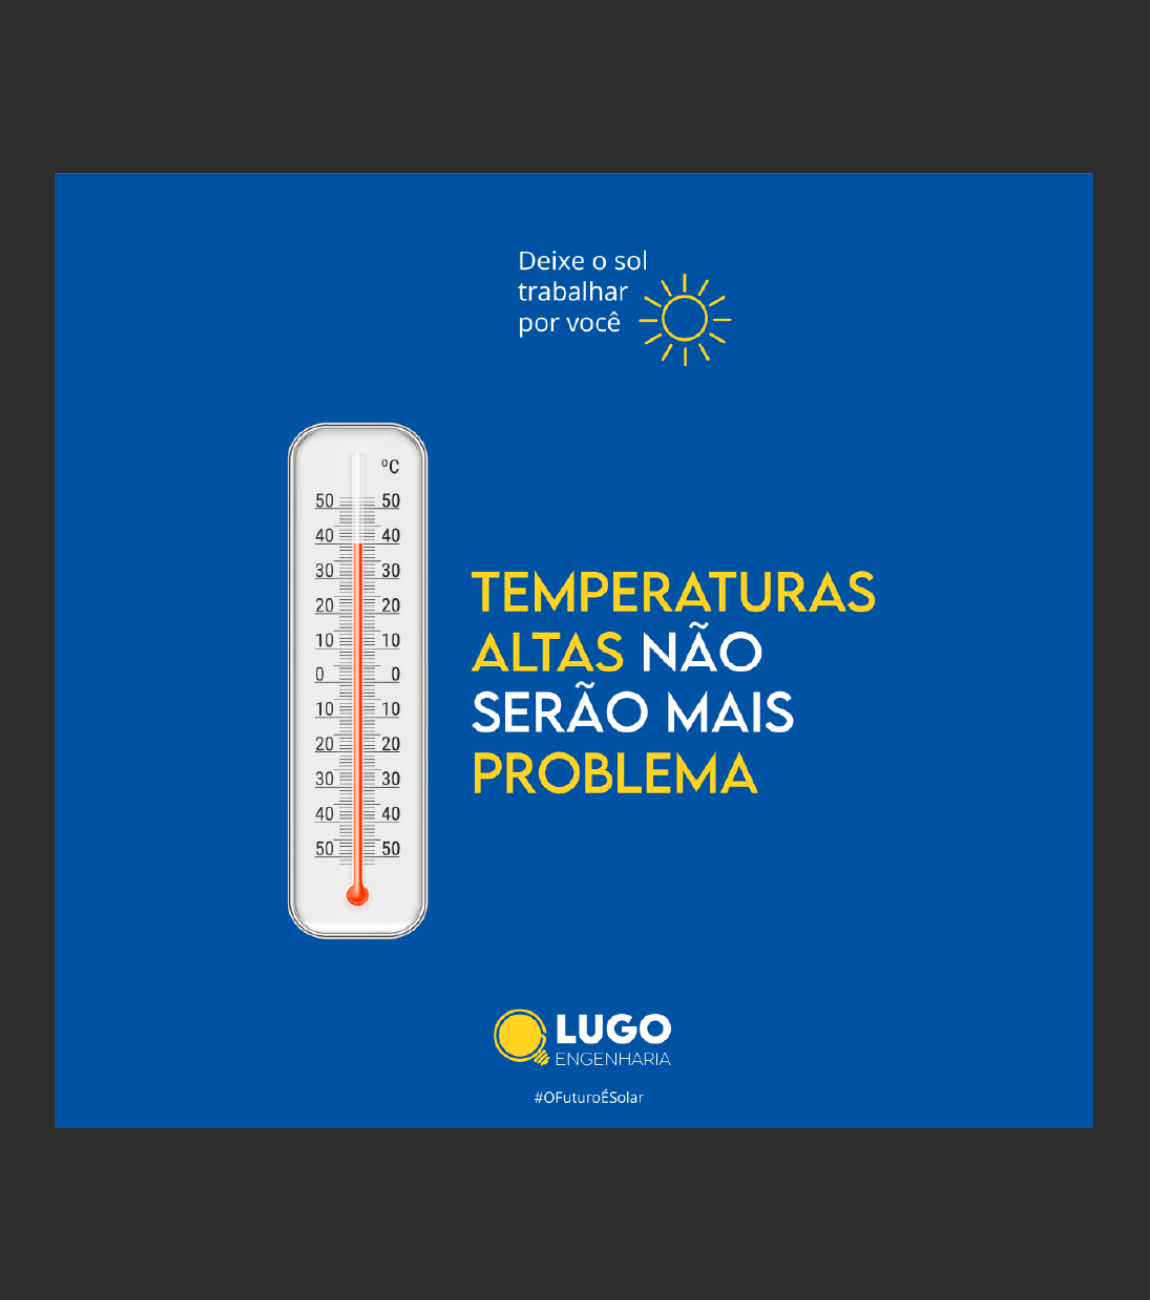 Deixe o sol
trabalhar
por você
ºC
50 50
40 40
30 30
20 20
10 10
0 0
10 10
20 20
30 30
40 40
50 50
TEMPERATURAS
ALTAS NÃO
SERÃO MAIS
PROBLEMA
LUGO
ENGENHARIA
#OFuturoÉSolar